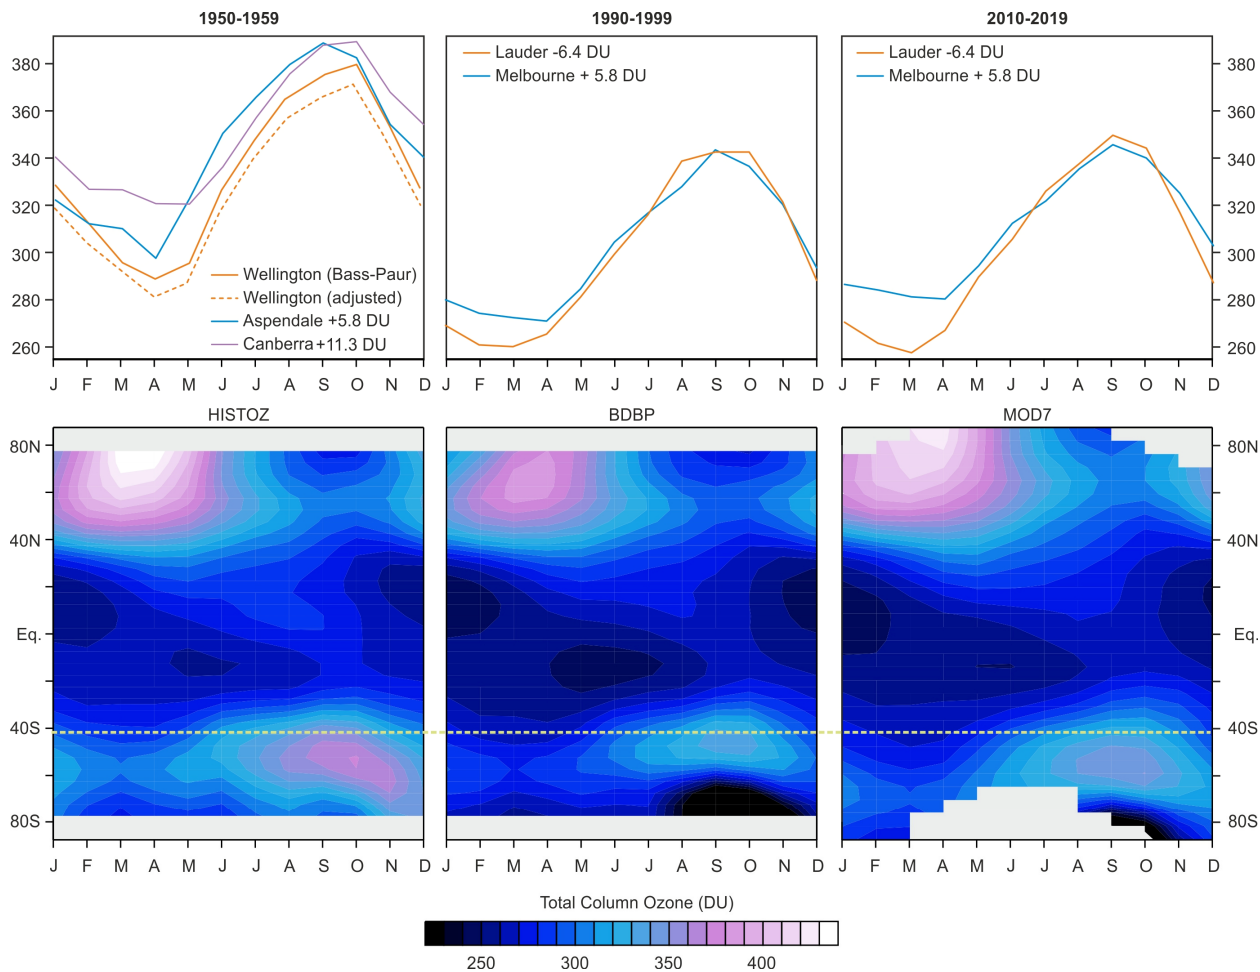 1950-1959 1990-1999 2010-2019
Lauder -6.4 DU
Melbourne + 5.8 DU
Lauder -6.4 DU
Melbourne + 5.8 DU
380 380
360 360
340 340
320 320
300 300
280 280
260 260
Wellington (Bass-Paur)
Wellington (adjusted)
Aspendale +5.8 DU
Canberra +11.3 DU
J F M A M J J A S O N D J F M A M J J A S O N D J F M A M J J A S O N D
HISTOZ BDBP MOD7
80N 80N
40N 40N
Eq. Eq.
40S 40S
80S 80S
J F M A M J J A S O N D J F M A M J J A S O N D J F M A M J J A S O N D
Total Column Ozone (DU)
250 300 350 400